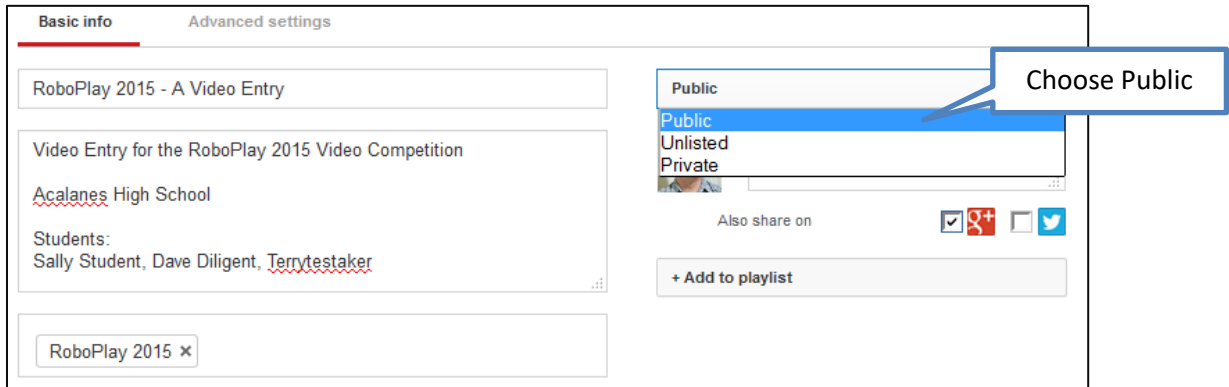 Basic info
Advanced settings
RoboPlay 2015 - A Video Entry
Video Entry for the RoboPlay 2015 Video Competition
Acalanes High School
Students:
Sally Student, Dave Diligent, Terrytestaker
RoboPlay 2015 ×
Public
Public
Unlisted
Private
Also share on
g+
+ Add to playlist
Choose Public